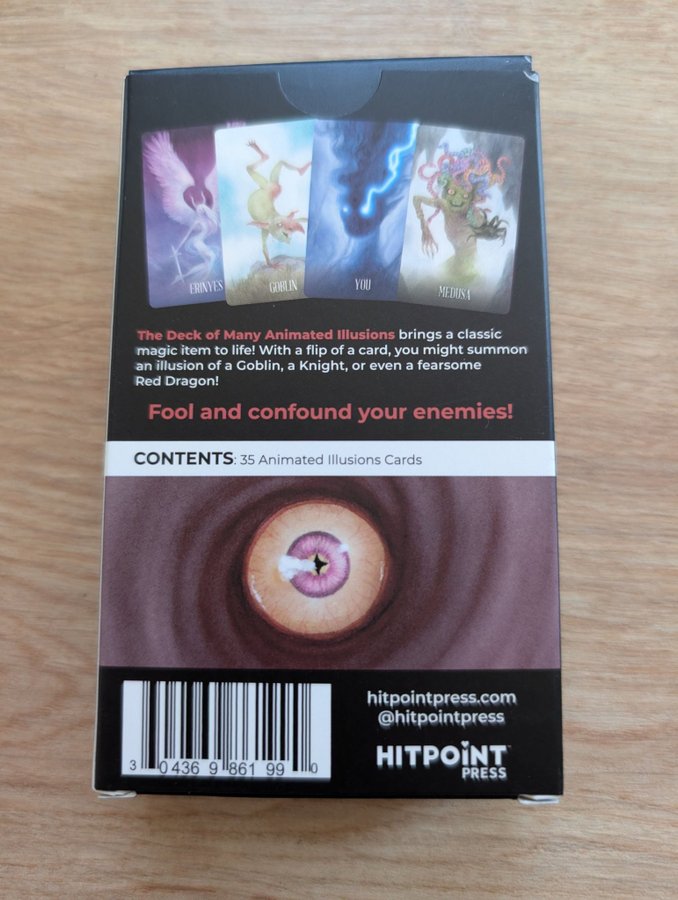 ERINYES
GOBLIN
YOU
MEDUSA
The Deck of Many Animated Illusions brings a classic
magic item to life! With a flip of a card, you might summon
an illusion of a Goblin, a Knight, or even a fearsome
Red Dragon!
Fool and confound your enemies!
CONTENTS: 35 Animated Illusions Cards
hitpointpress.com
@hitpointpress
HITPOINT™
PRESS
3 0436 9 861 99 0